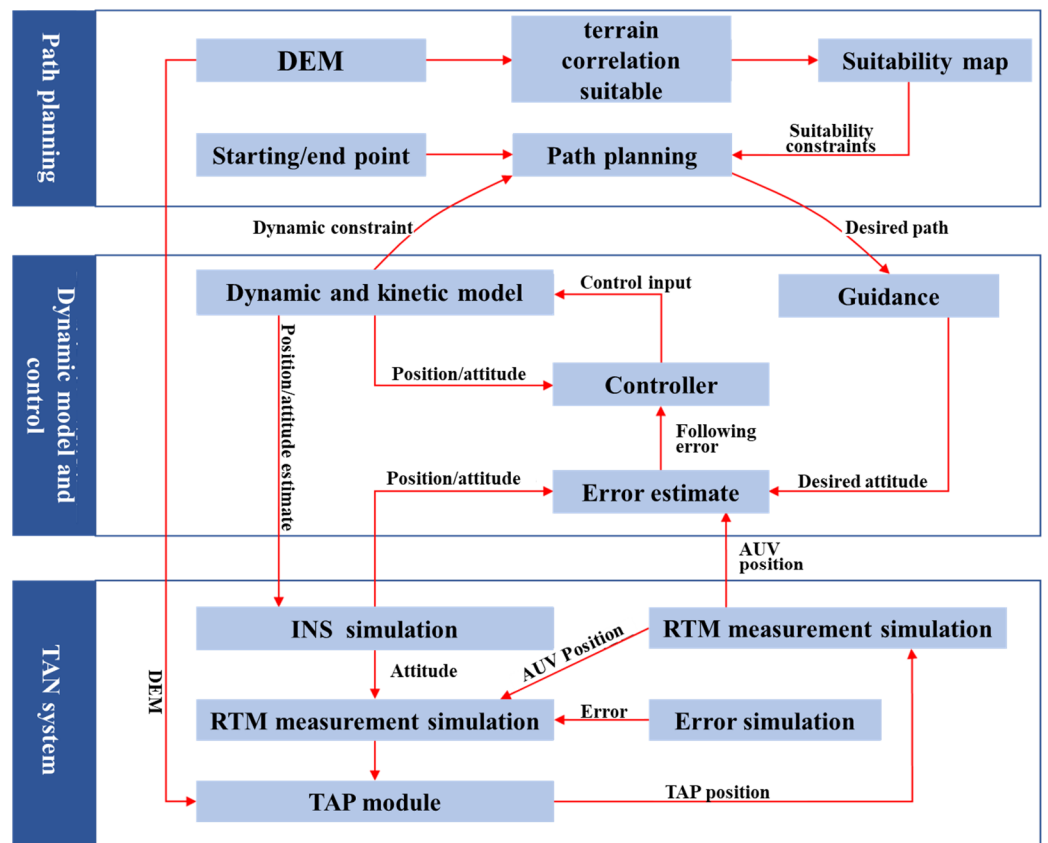 Path planning
DEM
terrain
correlation
suitable
Suitability map
Suitability
constraints
Starting/end point
Path planning
Dynamic constraint
Desired path
Dynamic model and
control
Dynamic and kinetic model
Control input
Guidance
Position/attitude estimate
Position/attitude
Controller
Following
error
Position/attitude
Error estimate
Desired attitude
AUV
position
TAN system
DEM
INS simulation
RTM measurement simulation
Attitude
AUV Position
RTM measurement simulation
Error
Error simulation
TAP module
TAP position